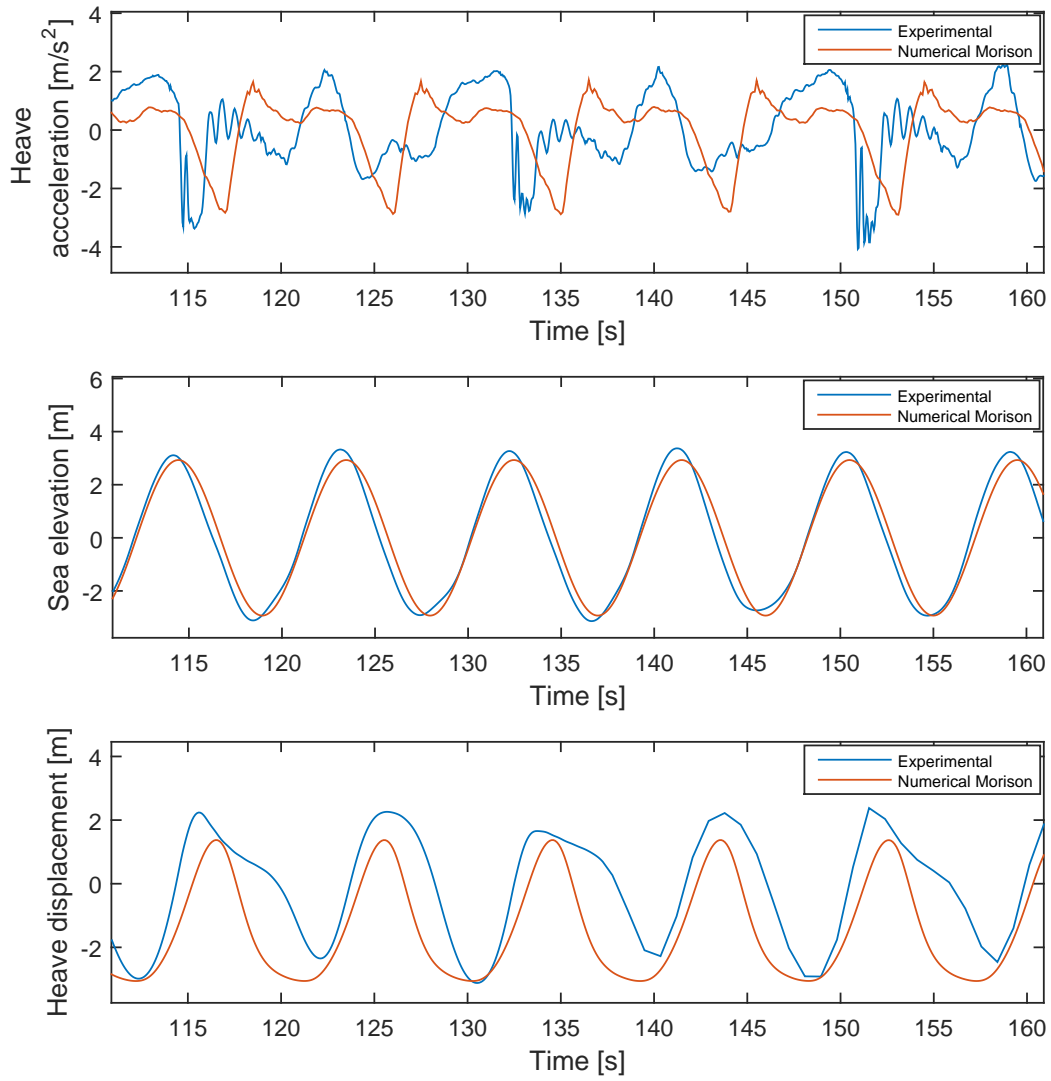 4
2
0
-2
-4
Heave
acceleration [m/s²]
Experimental
Numerical Morison
115 120 125 130 135 140 145 150 155 160
Time [s]
6
4
2
0
-2
Sea elevation [m]
Experimental
Numerical Morison
115 120 125 130 135 140 145 150 155 160
Time [s]
4
2
0
-2
Heave displacement [m]
Experimental
Numerical Morison
115 120 125 130 135 140 145 150 155 160
Time [s]